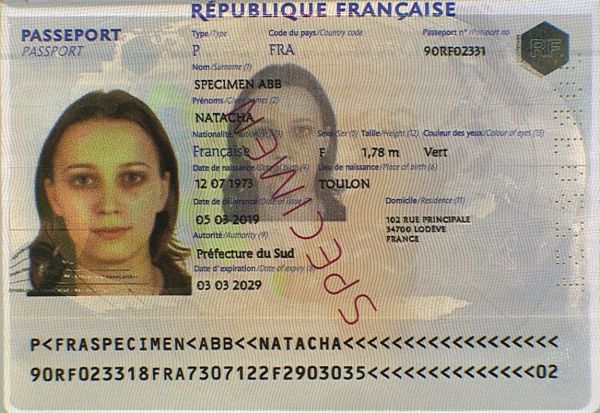 RÉPUBLIQUE FRANÇAISE
PASSEPORT
PASSPORT
Type/Type Code du pays/Country code Passeport n°/Passport no
P FRA 90RF02331
RF
Nom/Surname (1)
SPECIMEN ABB
Prénoms/Given names (2)
NATACHA
Nationalité/Nationality (3) Sexe/Sex (5) Taille/Height (12) Couleur des yeux/Colour of eyes (13)
Française F 1,78 m Vert
Date de naissance/Date of birth (4) Lieu de naissance/Place of birth (6)
12 07 1973 TOULON
Date de délivrance/Date of issue Domicile/Residence (11)
05 03 2019 102 RUE PRINCIPALE
34700 LODÈVE
FRANCE
Autorité/Authority (9)
Préfecture du Sud
Date d'expiration/Date of expiry (8)
03 03 2029
SPECIMEN
P<FRASPECIMEN<ABB<<NATACHA<<<<<<<<<<<<<<<<<<
90RF023318FRA7307122F2903035<<<<<<<<<<<<<<02